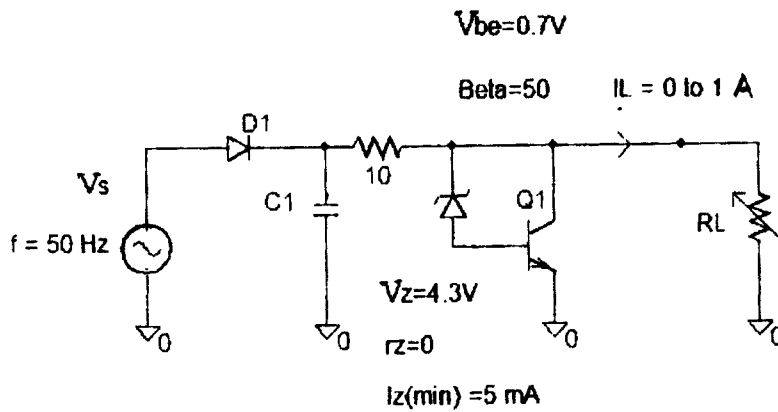 Vbe=0.7V
Beta=50
IL = 0 to 1 A
D1
Vs
C1
10
Q1
RL
f = 50 Hz
Vz=4.3V
rz=0
Iz(min) =5 mA
0
0
0
0